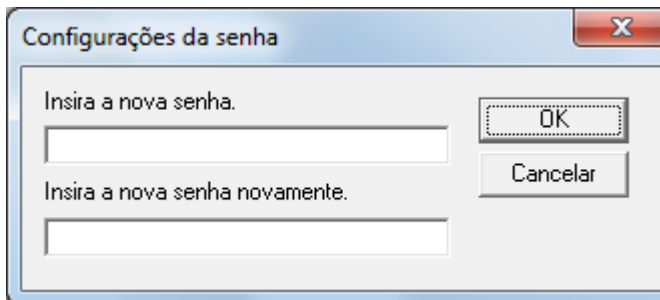 Configurações da senha
Insira a nova senha.
OK
Cancelar
Insira a nova senha novamente.